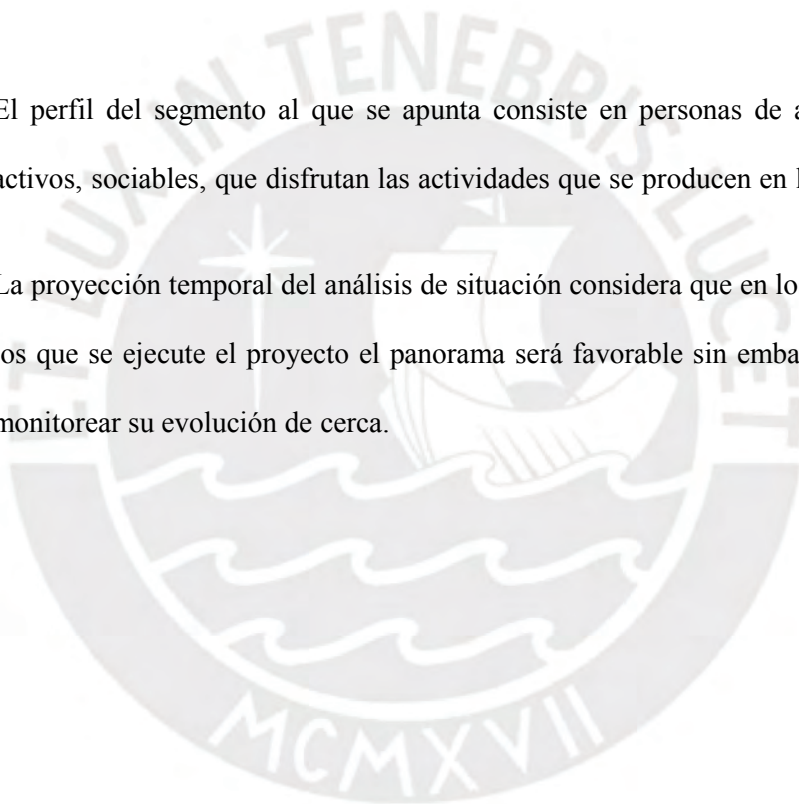 ET LUX IN TENEBRIS LUCET
El perfil del segmento al que se apunta consiste en personas de
activos, sociables, que disfrutan las actividades que se producen en
La proyección temporal del análisis de situación considera que en lo
los que se ejecute el proyecto el panorama será favorable sin emba
monitorear su evolución de cerca.
MCMXVII